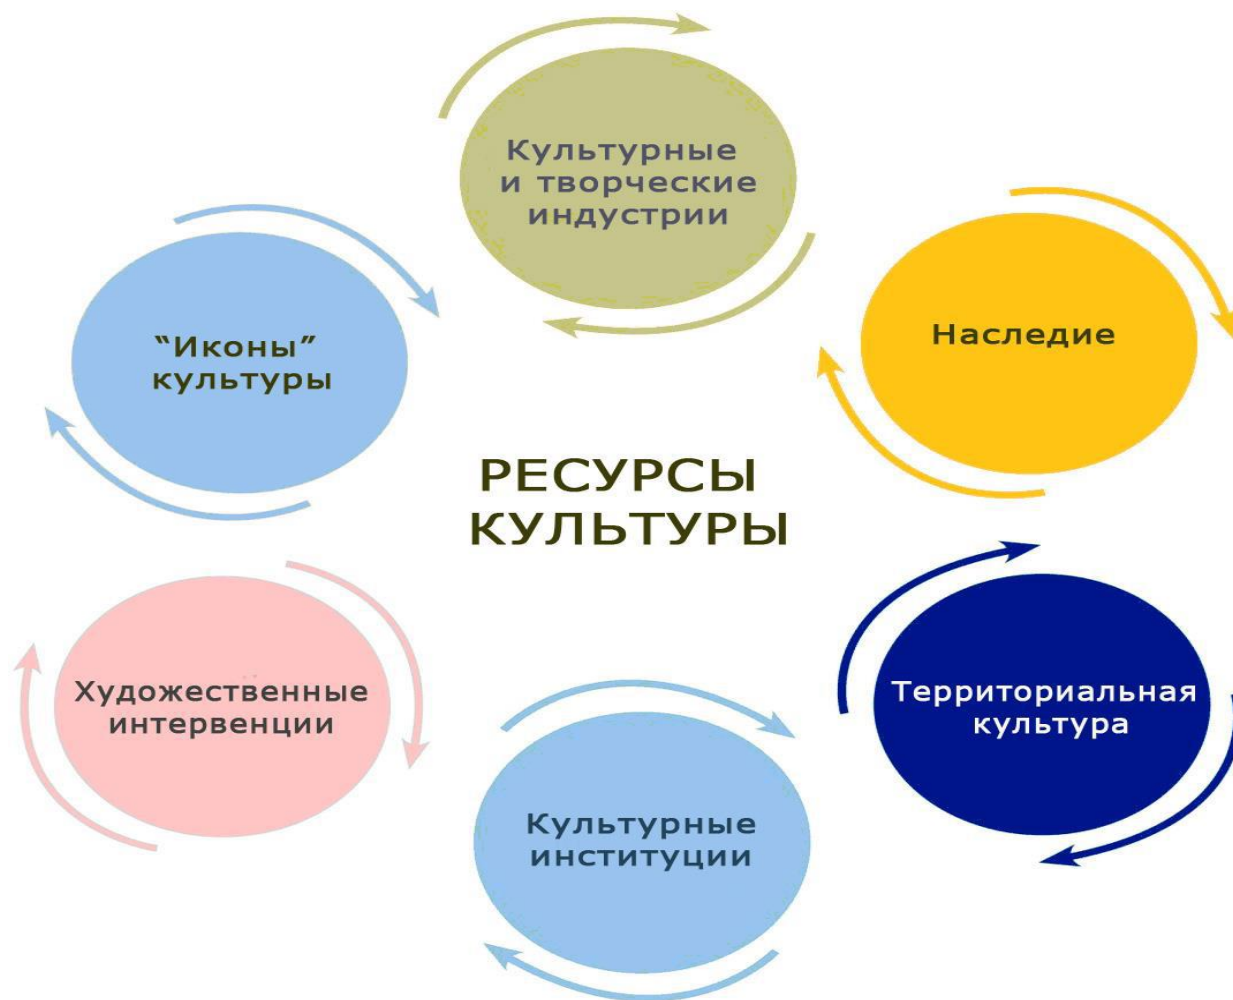 Культурные
и творческие
индустрии
Наследие
“Иконы”
культуры
РЕСУРСЫ
КУЛЬТУРЫ
Художественные
интервенции
Территориальная
культура
Культурные
институции